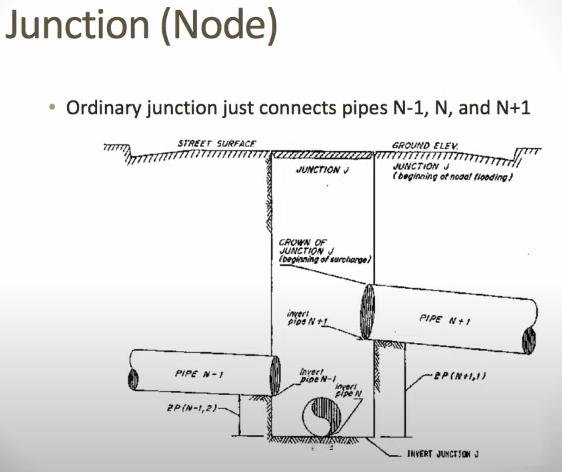 Junction (Node)
• Ordinary junction just connects pipes N-1, N, and N+1
STREET SURFACE
GROUND ELEV.
JUNCTION J
(beginning of nodal flooding)
JUNCTION J
CROWN OF
JUNCTION J
(beginning of surcharge)
invert
pipe N+1
PIPE N+1
PIPE N-1
invert
pipe N-1
invert
pipe N
ZP(N+1,1)
ZP(N-1,2)
INVERT JUNCTION J